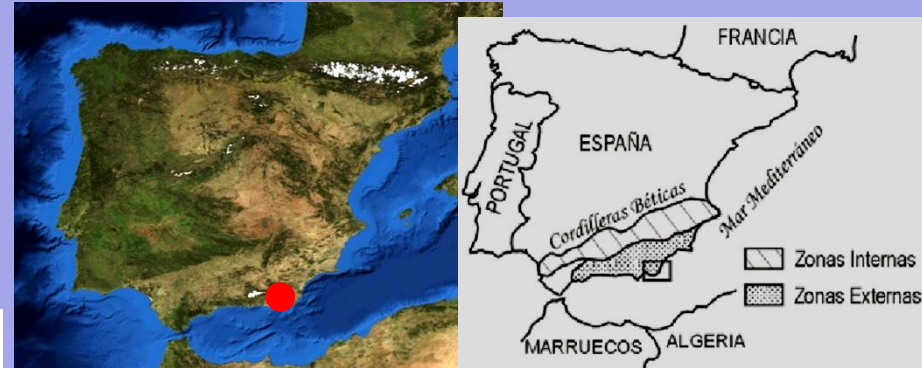 FRANCIA
PORTUGAL
ESPAÑA
Mar Mediterráneo
Cordilleras Béticas
Zonas Internas
Zonas Externas
MARRUECOS
ALGERIA